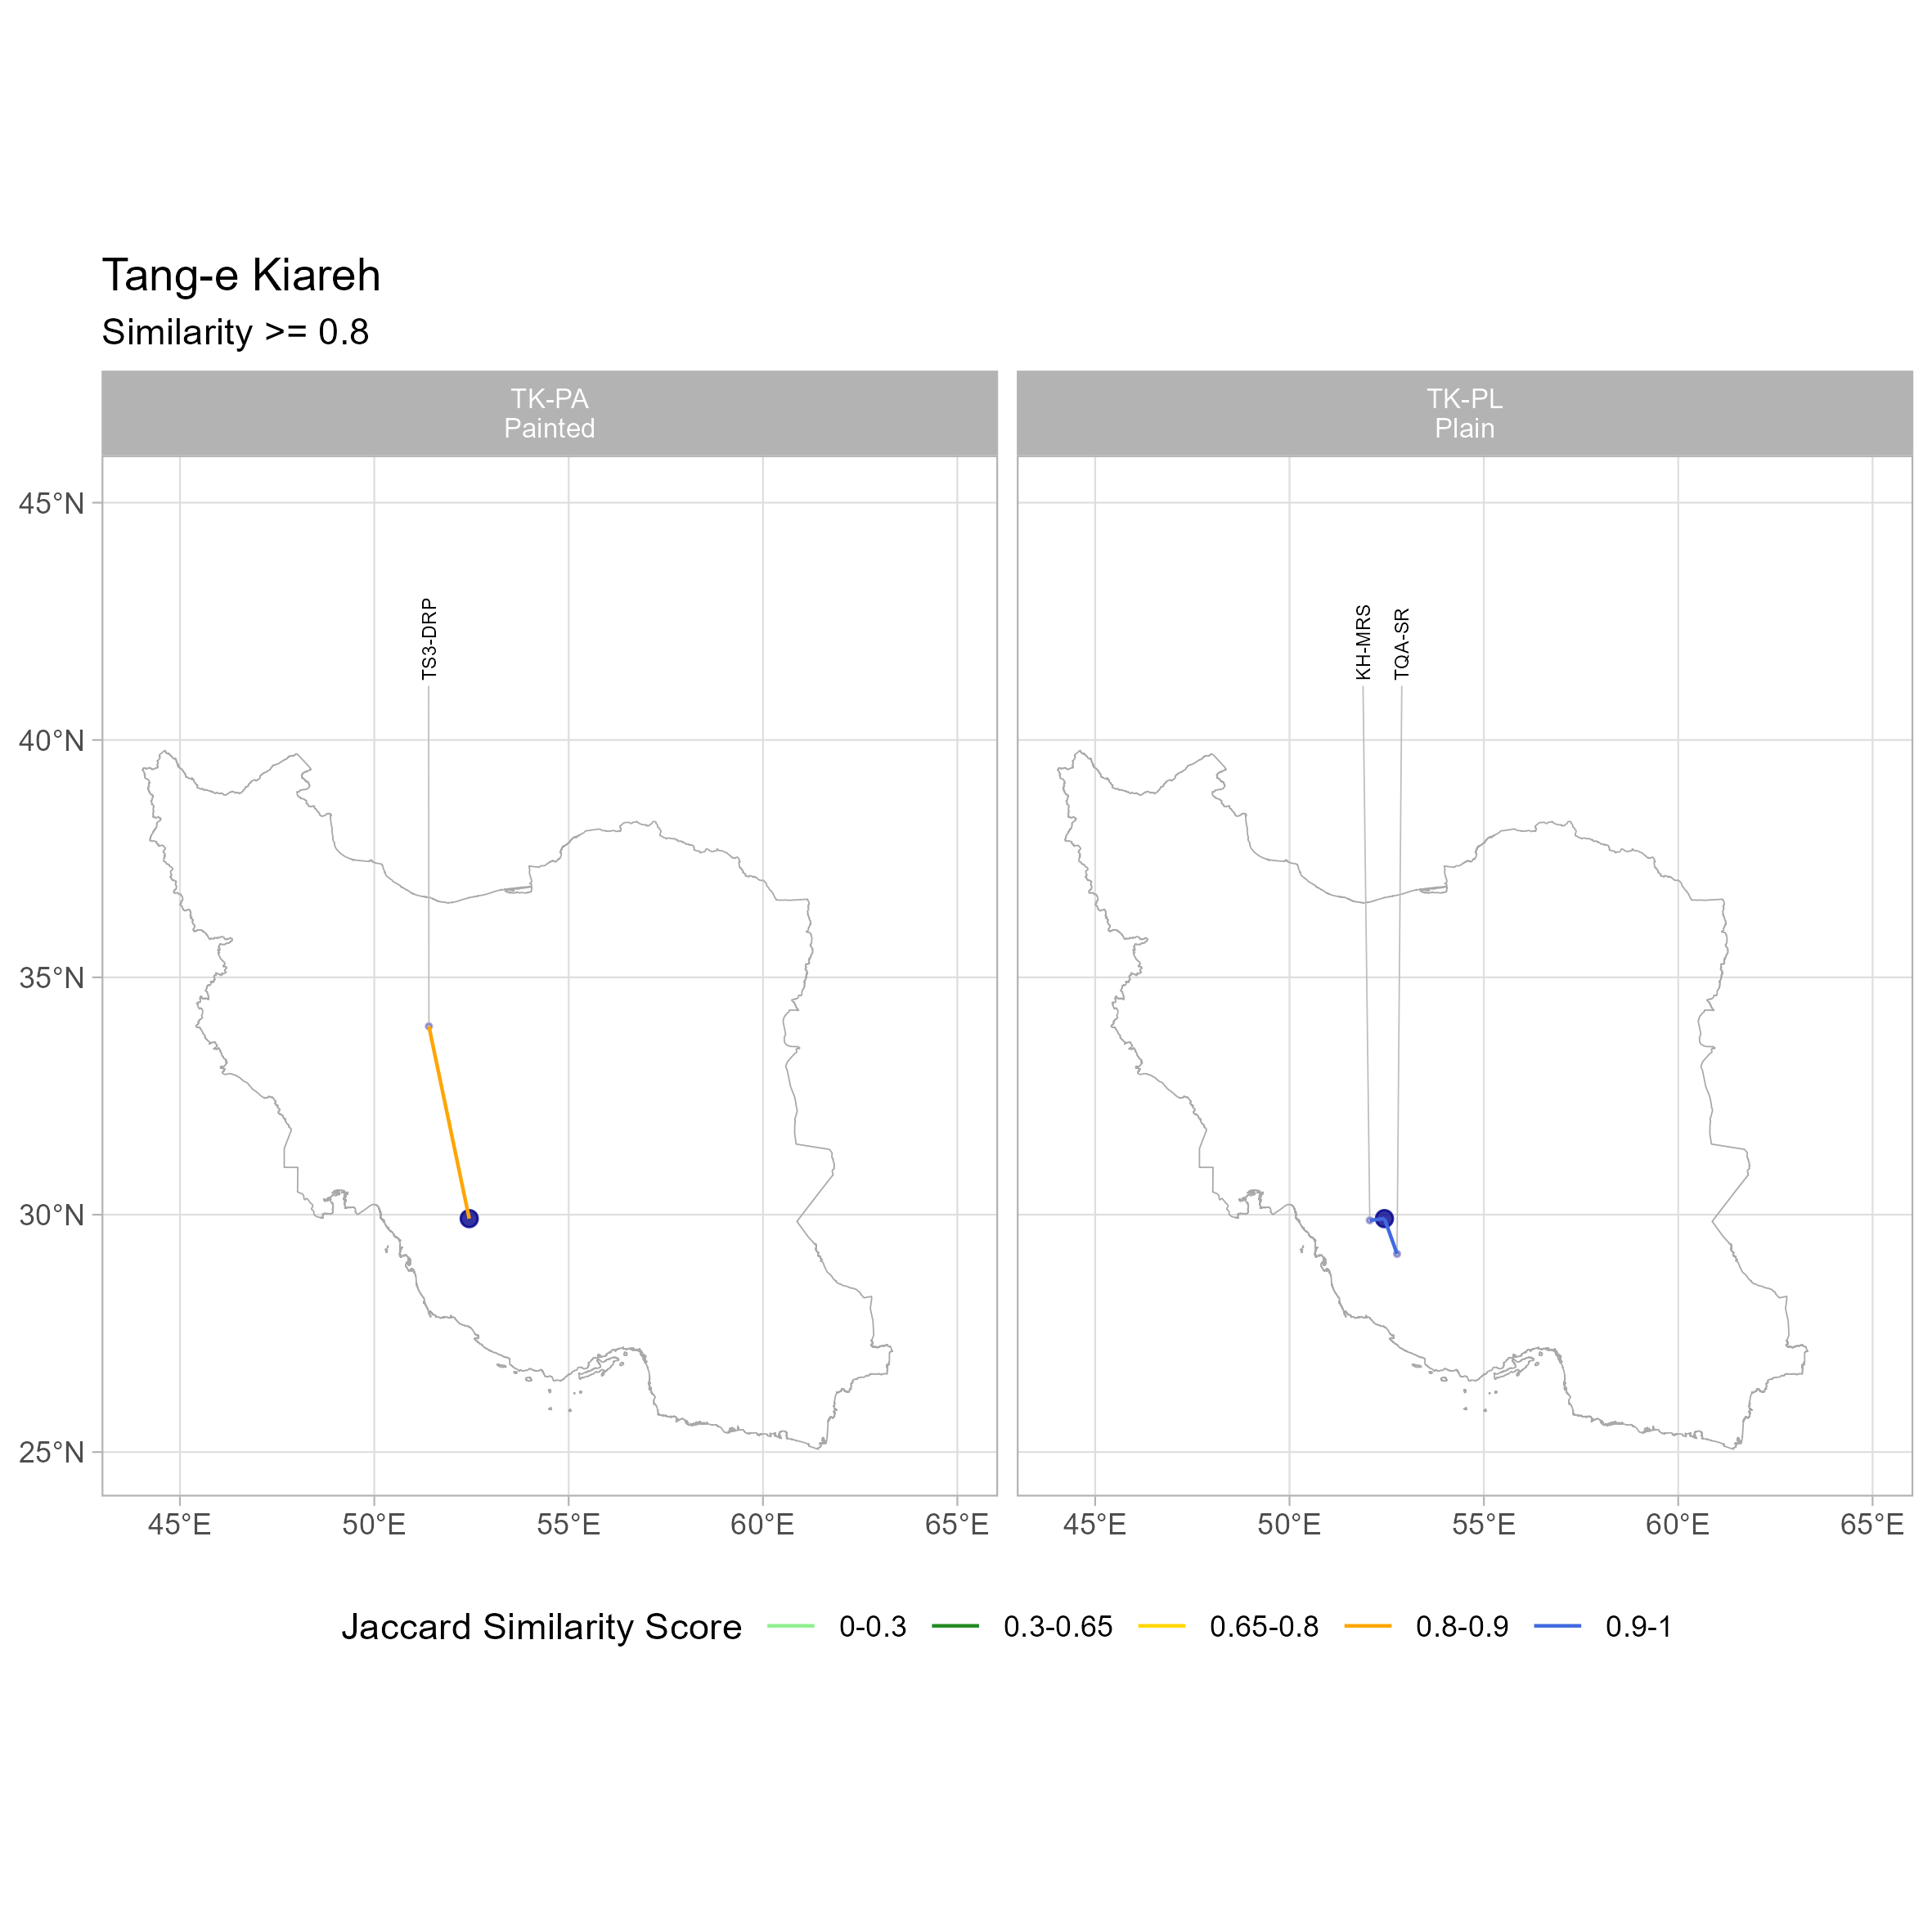 Tang-e Kiareh
Similarity >= 0.8
TK-PA
Painted
TK-PL
Plain
TS3-DRP
KH-MRS
TQA-SR
45°N
40°N
35°N
30°N
25°N
45°E
50°E
55°E
60°E
65°E
45°E
50°E
55°E
60°E
65°E
Jaccard Similarity Score 0-0.3 0.3-0.65 0.65-0.8 0.8-0.9 0.9-1